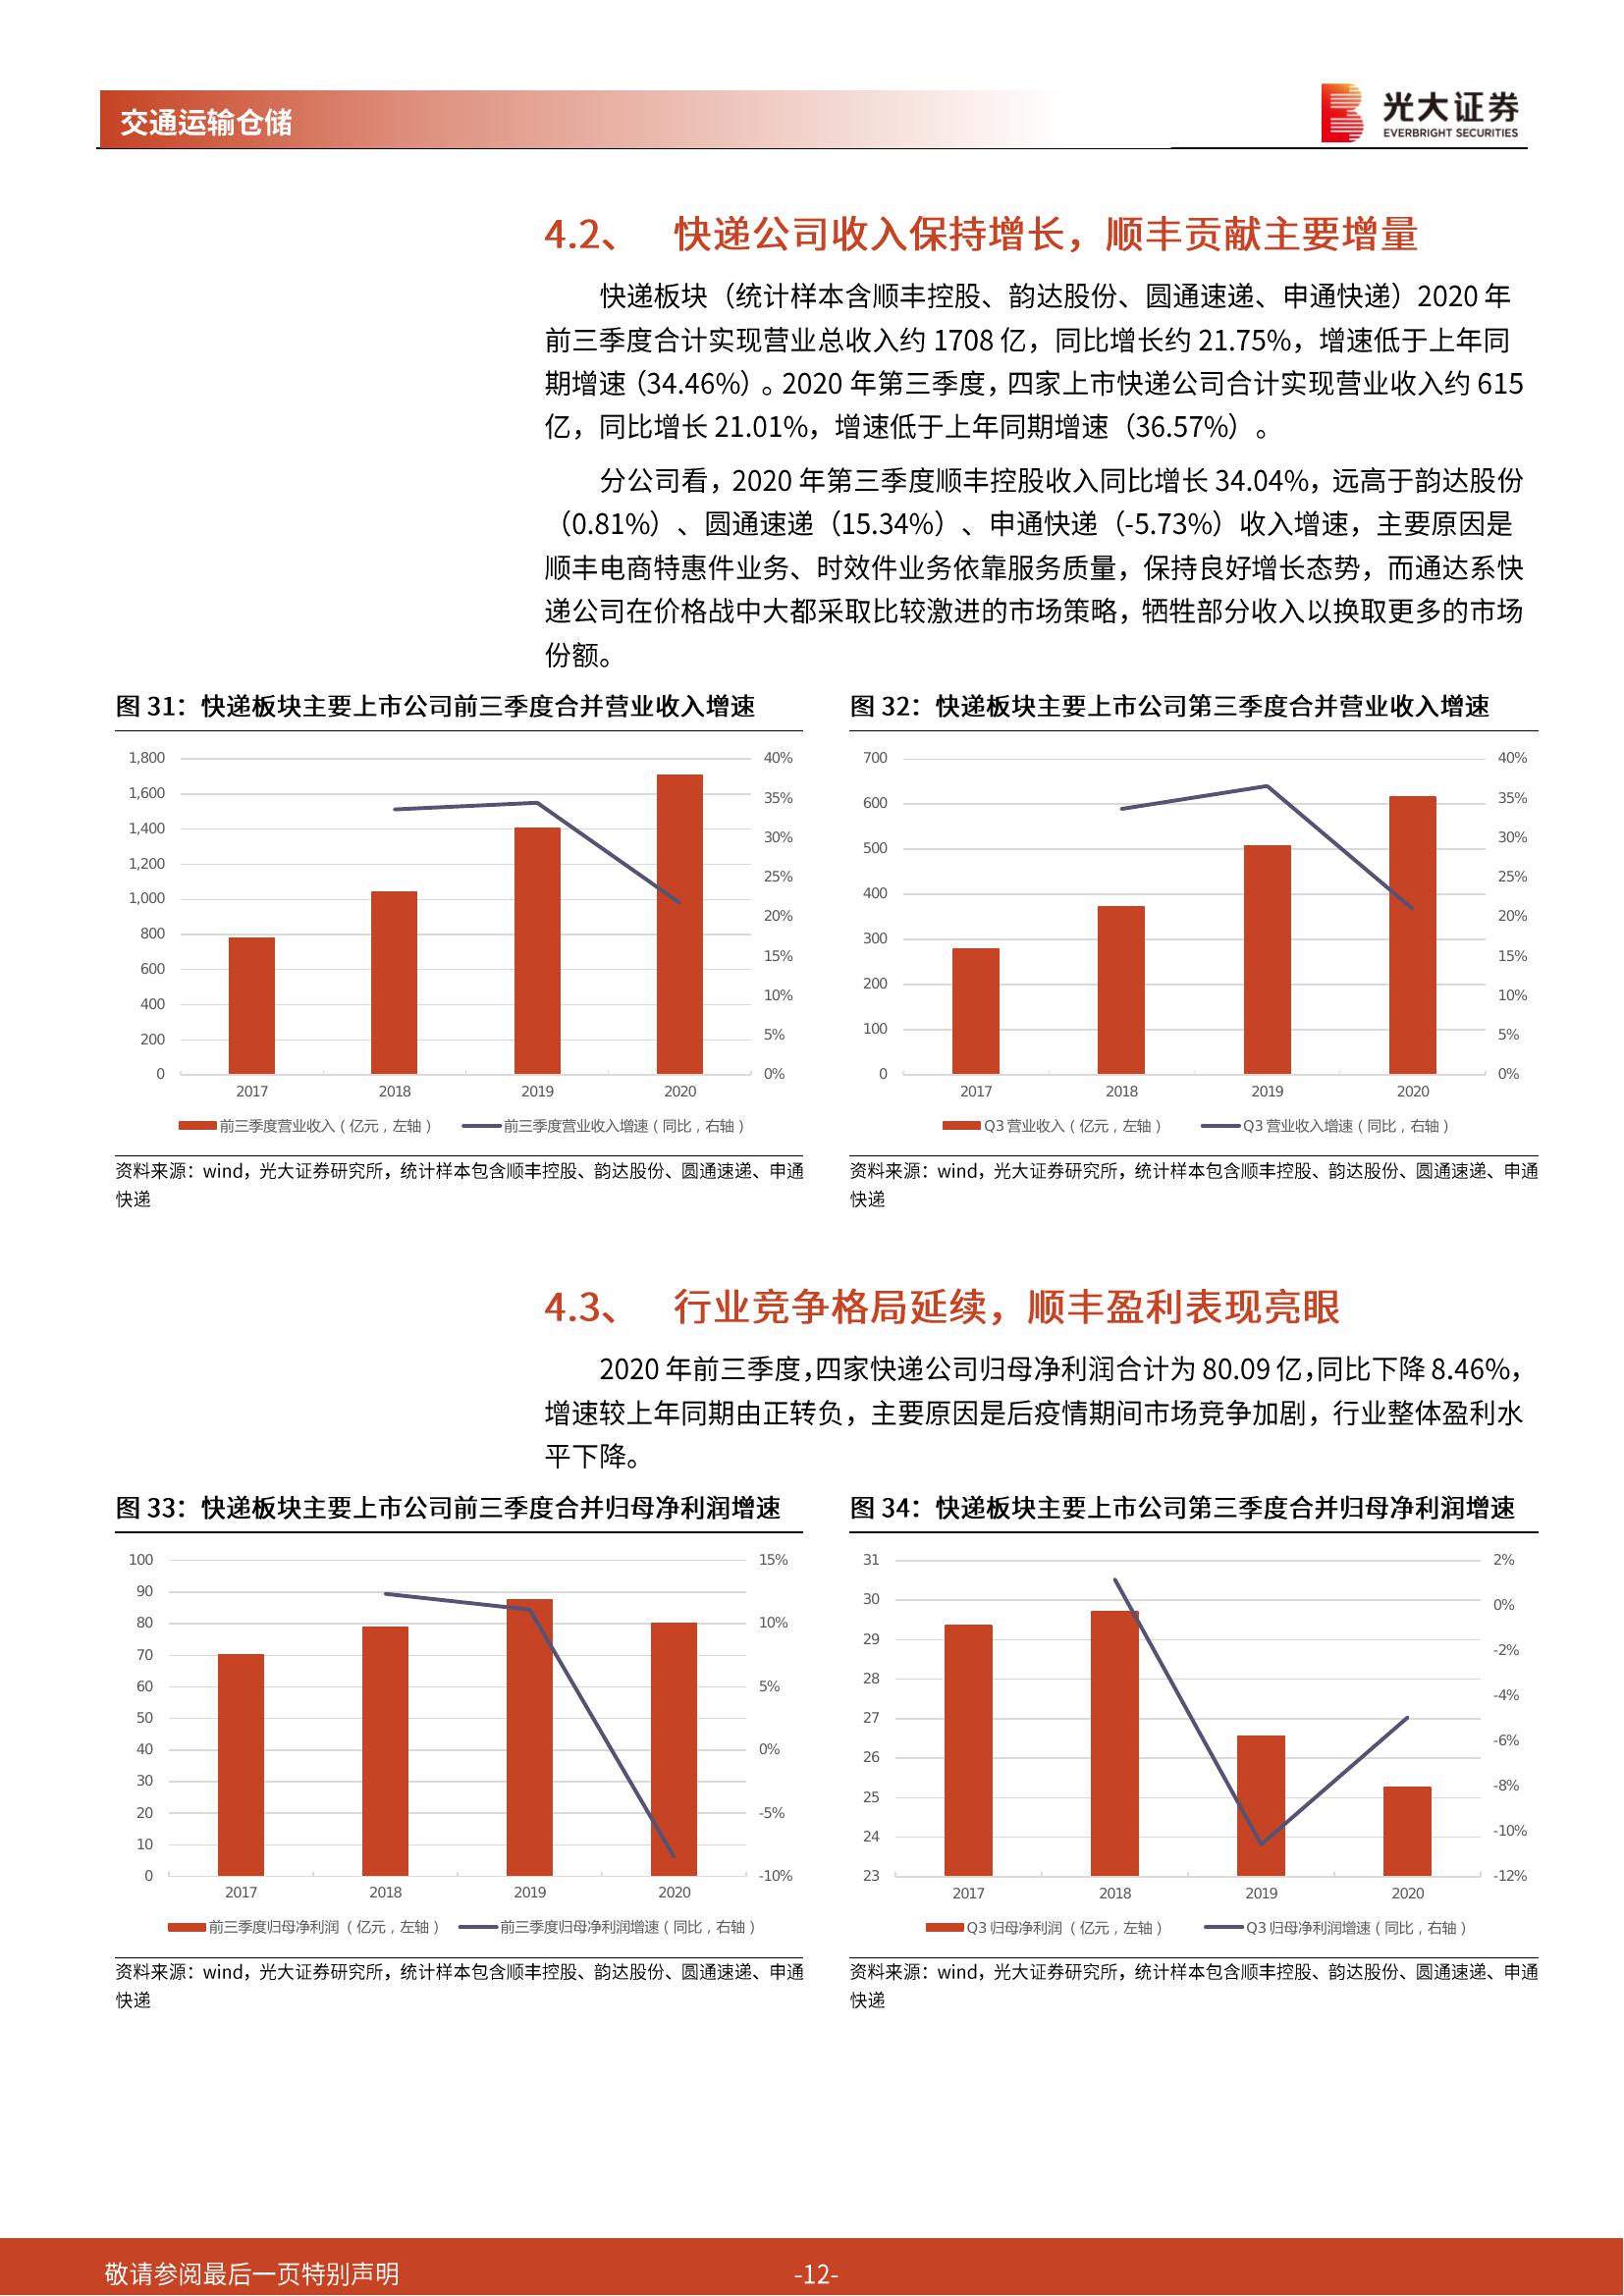 交通运输仓储
光大证券
EVERBRIGHT SECURITIES
4.2、 快递公司收入保持增长，顺丰贡献主要增量
快递板块（统计样本含顺丰控股、韵达股份、圆通速递、申通快递）2020 年
前三季度合计实现营业总收入约 1708 亿，同比增长约 21.75%，增速低于上年同
期增速（34.46%）。2020 年第三季度，四家上市快递公司合计实现营业收入约 615
亿，同比增长 21.01%，增速低于上年同期增速（36.57%）。
分公司看，2020 年第三季度顺丰控股收入同比增长 34.04%，远高于韵达股份
（0.81%）、圆通速递（15.34%）、申通快递（-5.73%）收入增速，主要原因是
顺丰电商特惠件业务、时效件业务依靠服务质量，保持良好增长态势，而通达系快
递公司在价格战中大都采取比较激进的市场策略，牺牲部分收入以换取更多的市场
份额。
图 31：快递板块主要上市公司前三季度合并营业收入增速
1,800
1,600
1,400
1,200
1,000
800
600
400
200
0
40%
35%
30%
25%
20%
15%
10%
5%
0%
2017 2018 2019 2020
前三季度营业收入（亿元，左轴） 前三季度营业收入增速（同比，右轴）
资料来源：wind，光大证券研究所，统计样本包含顺丰控股、韵达股份、圆通速递、申通
快递
图 32：快递板块主要上市公司第三季度合并营业收入增速
700
600
500
400
300
200
100
0
40%
35%
30%
25%
20%
15%
10%
5%
0%
2017 2018 2019 2020
Q3 营业收入（亿元，左轴） Q3 营业收入增速（同比，右轴）
资料来源：wind，光大证券研究所，统计样本包含顺丰控股、韵达股份、圆通速递、申通
快递
4.3、 行业竞争格局延续，顺丰盈利表现亮眼
2020 年前三季度，四家快递公司归母净利润合计为 80.09 亿，同比下降 8.46%，
增速较上年同期由正转负，主要原因是后疫情期间市场竞争加剧，行业整体盈利水
平下降。
图 33：快递板块主要上市公司前三季度合并归母净利润增速
100
90
80
70
60
50
40
30
20
10
0
15%
10%
5%
0%
-5%
-10%
2017 2018 2019 2020
前三季度归母净利润（亿元，左轴） 前三季度归母净利润增速（同比，右轴）
资料来源：wind，光大证券研究所，统计样本包含顺丰控股、韵达股份、圆通速递、申通
快递
图 34：快递板块主要上市公司第三季度合并归母净利润增速
31
30
29
28
27
26
25
24
23
2%
0%
-2%
-4%
-6%
-8%
-10%
-12%
2017 2018 2019 2020
Q3 归母净利润（亿元，左轴） Q3 归母净利润增速（同比，右轴）
资料来源：wind，光大证券研究所，统计样本包含顺丰控股、韵达股份、圆通速递、申通
快递
敬请参阅最后一页特别声明 -12-